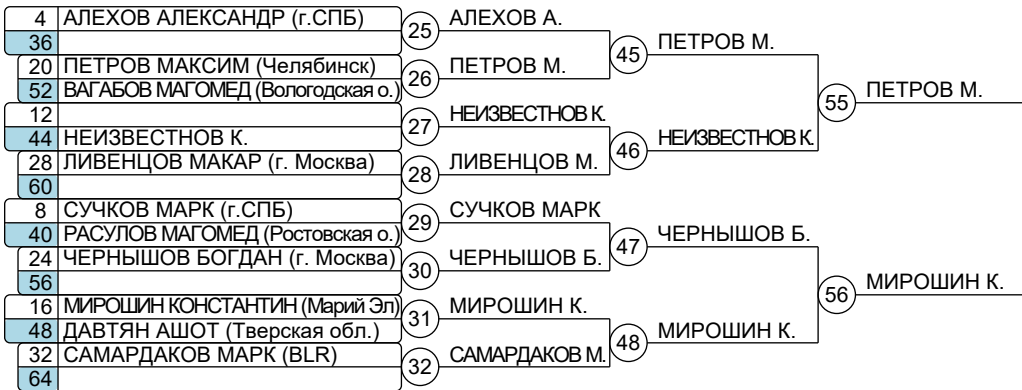 4 АЛЕХОВ АЛЕКСАНДР (г.СПБ) 25 АЛЕХОВ А.
36
45 ПЕТРОВ М.
20 ПЕТРОВ МАКСИМ (Челябинск) 26 ПЕТРОВ М.
52 ВАГАБОВ МАГОМЕД (Вологодская о.)
55 ПЕТРОВ М.
12
27 НЕИЗВЕСТНОВ К.
44 НЕИЗВЕСТНОВ К.
46 НЕИЗВЕСТНОВ К.
28 ЛИВЕНЦОВ МАКАР (г. Москва) 28 ЛИВЕНЦОВ М.
60
8 СУЧКОВ МАРК (г.СПБ) 29 СУЧКОВ МАРК
40 РАСУЛОВ МАГОМЕД (Ростовская о.)
47 ЧЕРНЫШОВ Б.
24 ЧЕРНЫШОВ БОГДАН (г. Москва) 30 ЧЕРНЫШОВ Б.
56
56 МИРОШИН К.
16 МИРОШИН КОНСТАНТИН (Марий Эл) 31 МИРОШИН К.
48 ДАВТЯН АШОТ (Тверская обл.)
48 МИРОШИН К.
32 САМАРДАКОВ МАРК (BLR) 32 САМАРДАКОВ М.
64